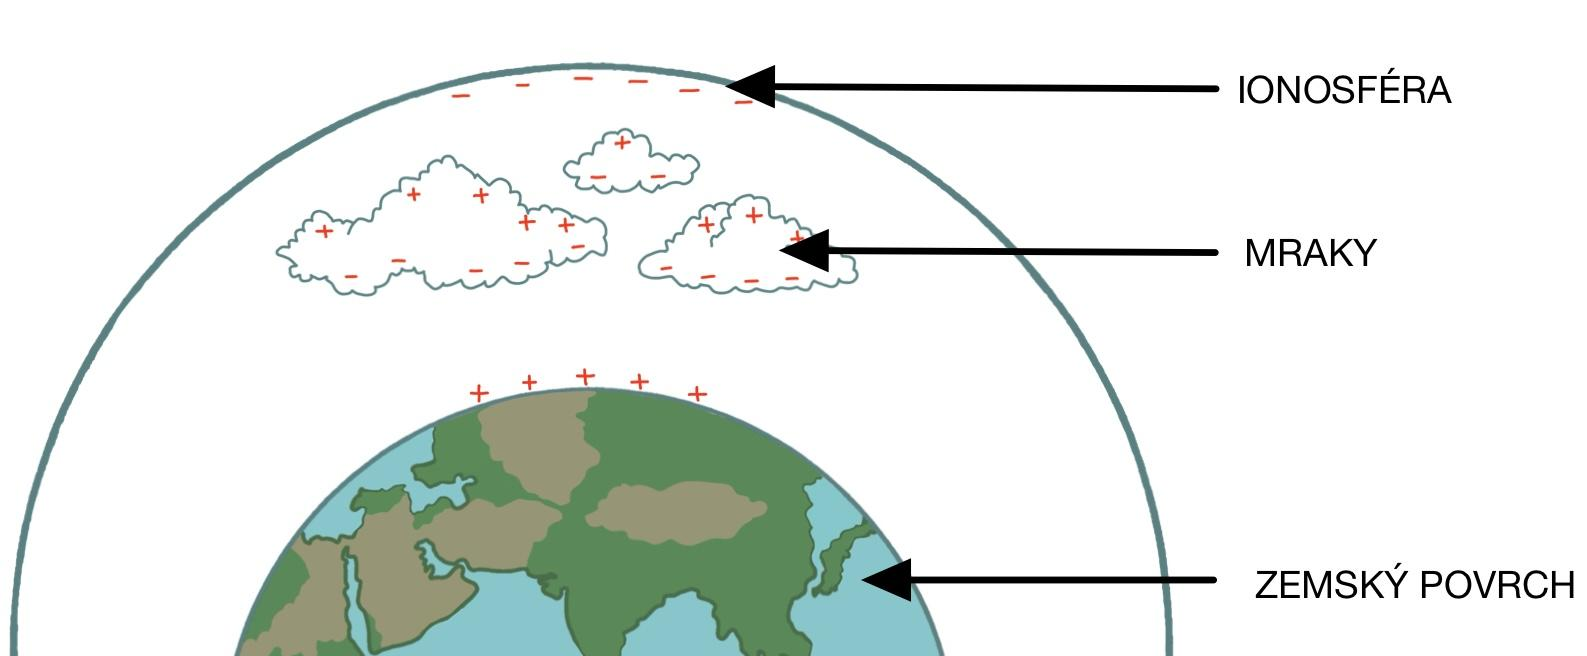 IONOSFÉRA
MRAKY
ZEMSKÝ POVRCH